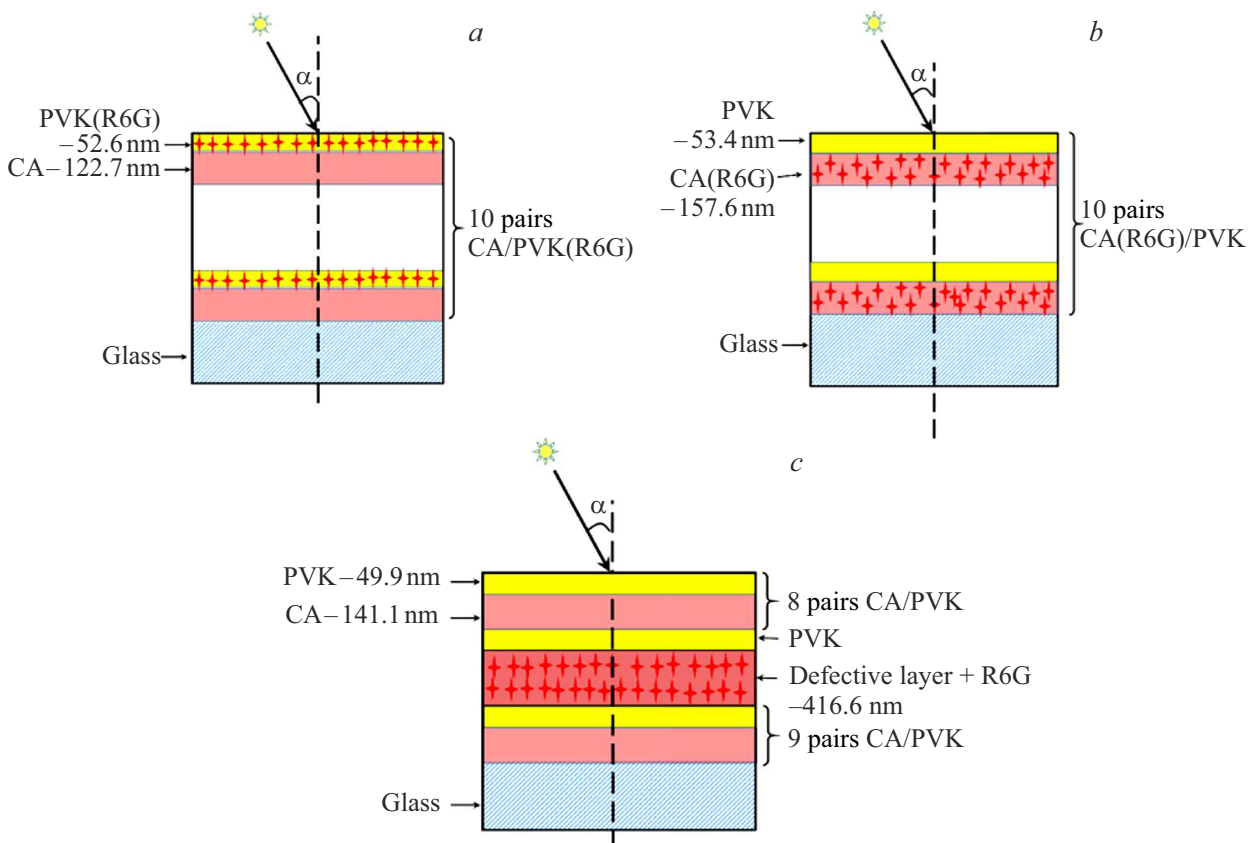 a
α
PVK(R6G)
–52.6 nm
CA–122.7 nm
10 pairs
CA/PVK(R6G)
Glass
b
α
PVK
–53.4 nm
CA(R6G)
–157.6 nm
10 pairs
CA(R6G)/PVK
Glass
c
α
PVK–49.9 nm
CA–141.1 nm
8 pairs CA/PVK
PVK
Defective layer + R6G
–416.6 nm
9 pairs CA/PVK
Glass